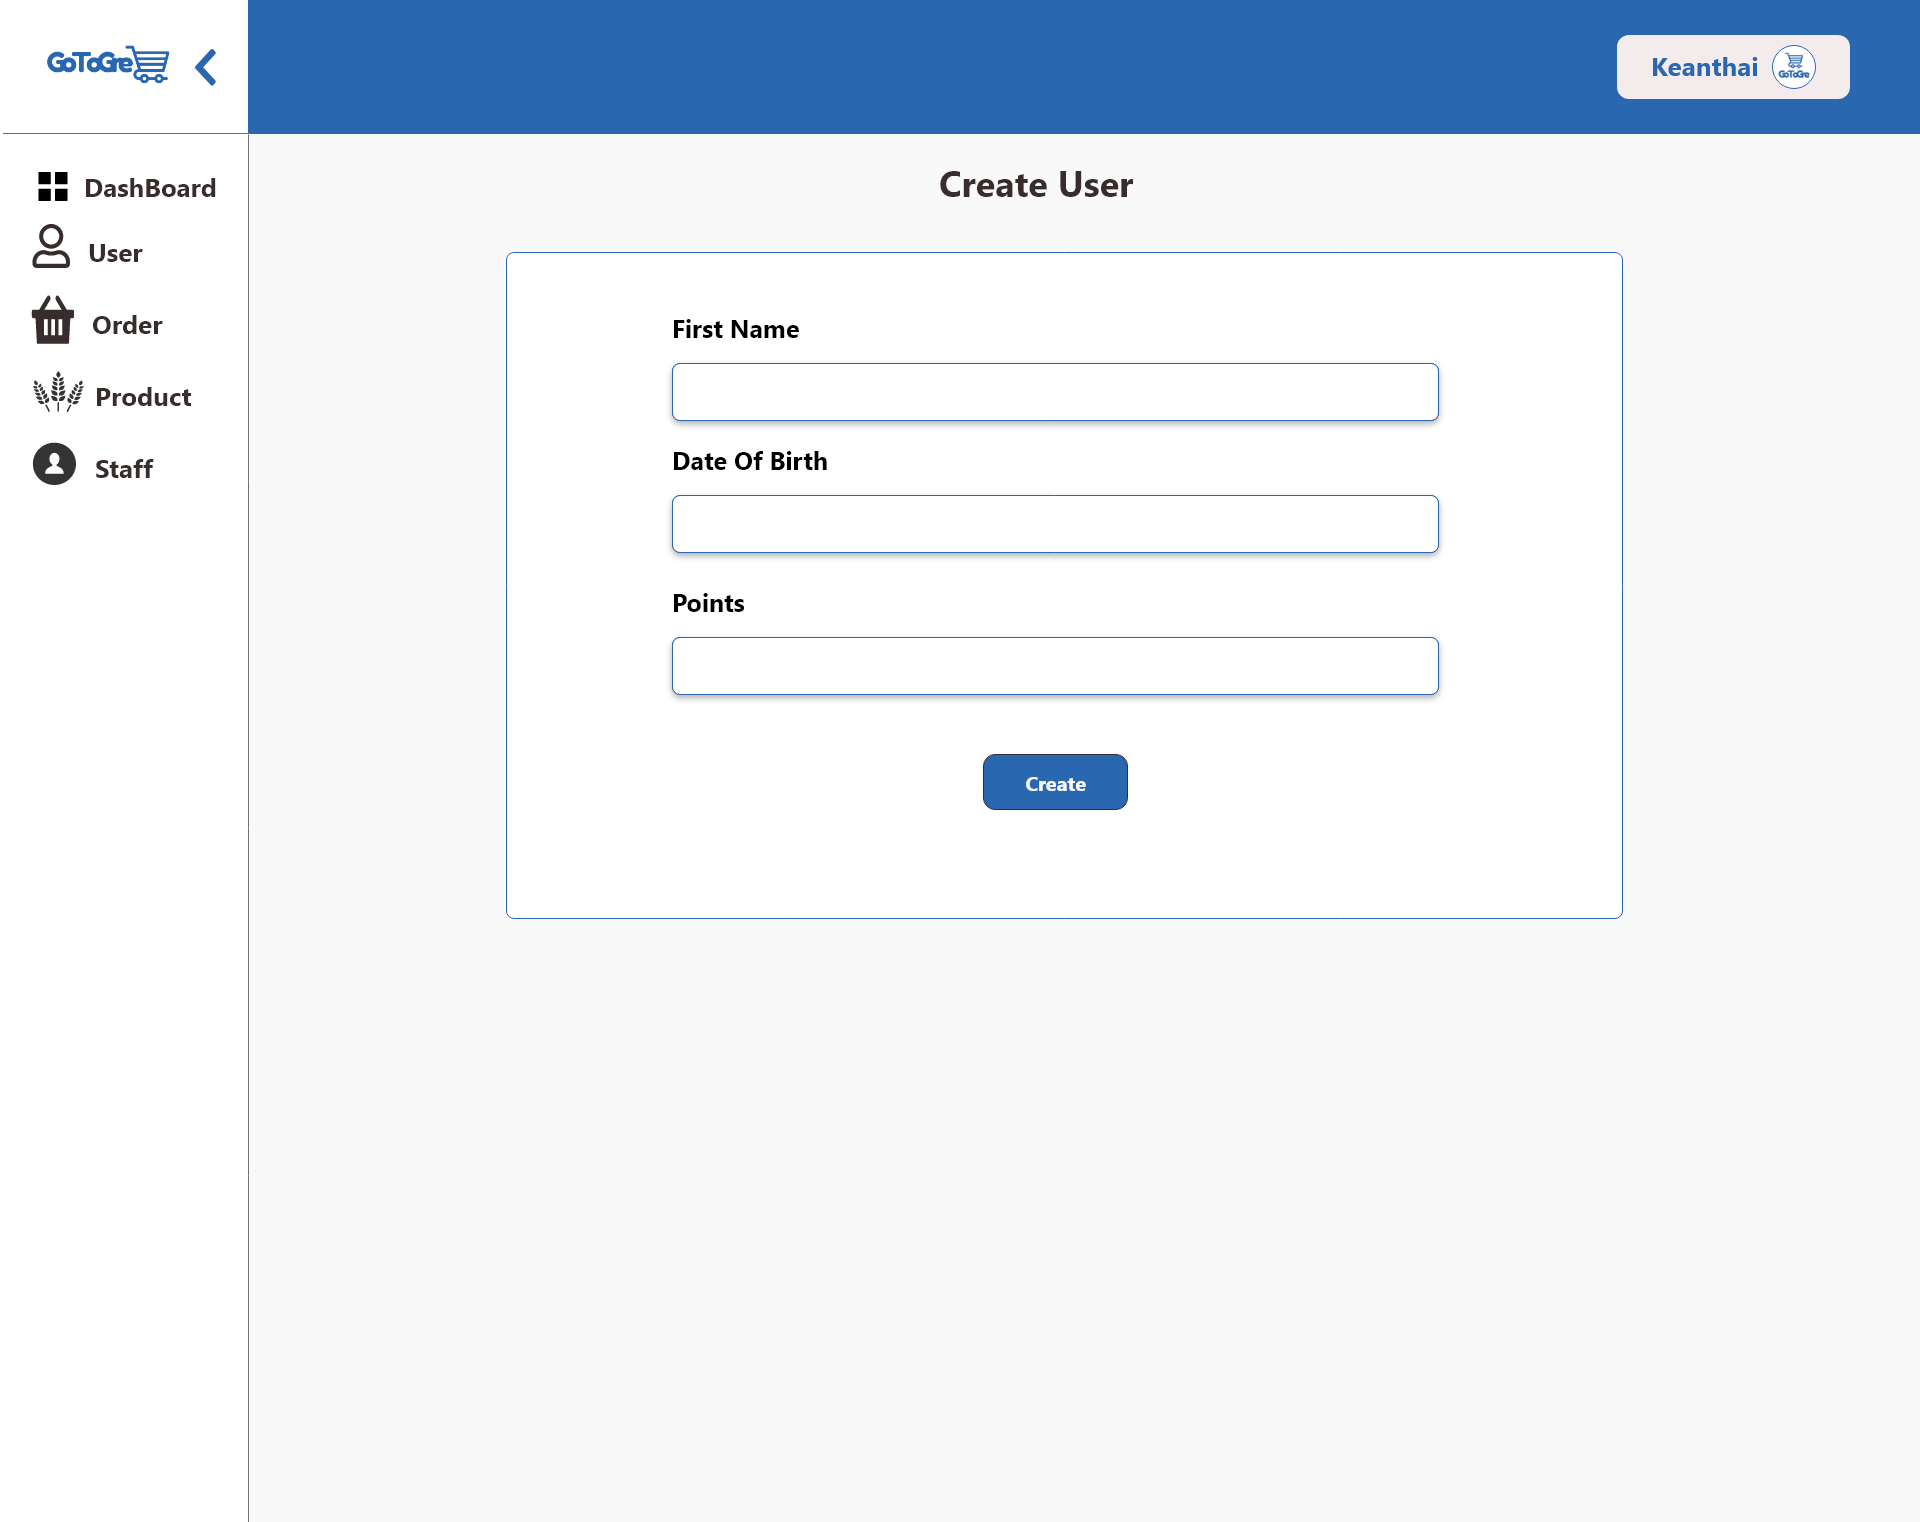 GoToGre
Keanthai
GoToGre
DashBoard
User
Order
Product
Staff
Create User
First Name
Date Of Birth
Points
Create